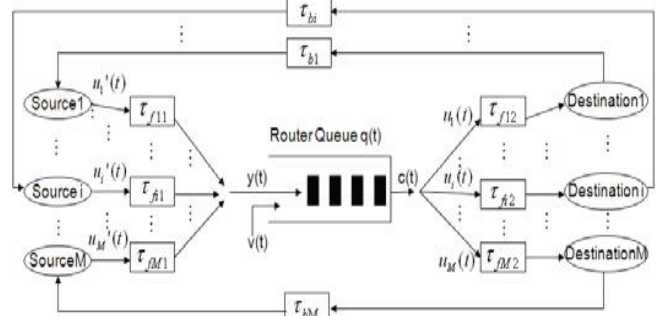 τbi
τb1
Source1
u1'(t)
τf11
Router Queue q(t)
u1(t)
τf12
Destination1
Source i
ui'(t)
τfi1
y(t)
v(t)
c(t)
ui(t)
τfi2
Destination i
SourceM
uM'(t)
τfM1
uM(t)
τfM2
DestinationM
τbM